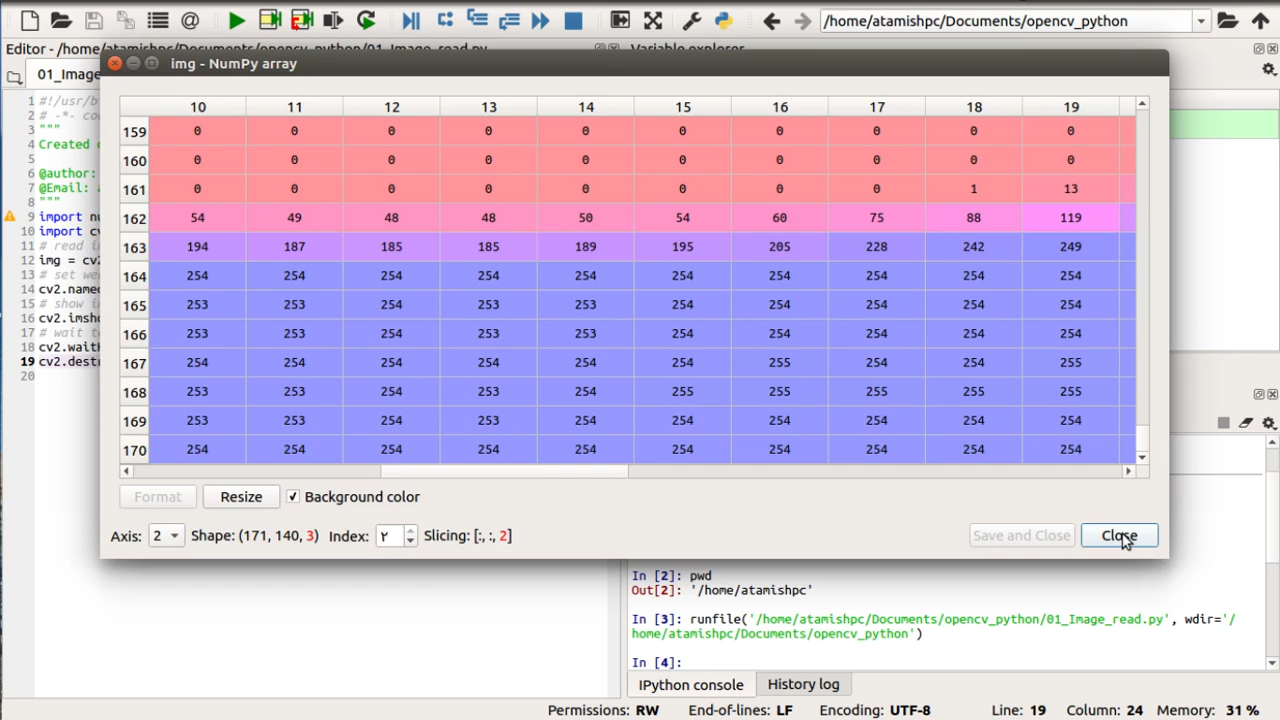 /home/atamishpc/Documents/opencv_python
Editor - /home/atamishpc/Documents/opencv_python/01_Image_read.py
Variable explorer
01_Image
img - NumPy array
1 #!/usr/b
2 # -*- co
3 """
4 Created
5
6 @author:
7 @Email: a
8 """
9 import nu
10 import cv
11 # read i
12 img = cv2
13 # set we
14 cv2.named
15 # show i
16 cv2.imsho
17 # wait t
18 cv2.waitK
19 cv2.destr
20
10 11 12 13 14 15 16 17 18 19
159 0 0 0 0 0 0 0 0 0 0
160 0 0 0 0 0 0 0 0 0 0
161 0 0 0 0 0 0 0 0 1 13
162 54 49 48 48 50 54 60 75 88 119
163 194 187 185 185 189 195 205 228 242 249
164 254 254 254 254 254 254 254 254 254 254
165 253 253 254 253 253 254 254 254 254 254
166 253 253 254 253 253 254 254 254 254 254
167 254 254 254 254 254 254 255 254 254 255
168 253 253 254 253 254 255 255 255 255 255
169 253 253 254 253 254 254 254 254 254 254
170 254 254 254 254 254 254 254 254 254 254
Format Resize Background color
Axis: 2 Shape: (171, 140, 3) Index: ۲ Slicing: [:, :, 2]
Save and Close Close
In [2]: pwd
Out[2]: '/home/atamishpc'
In [3]: runfile('/home/atamishpc/Documents/opencv_python/01_Image_read.py', wdir='/
home/atamishpc/Documents/opencv_python')
In [4]:
IPython console History log
Permissions: RW End-of-lines: LF Encoding: UTF-8 Line: 19 Column: 24 Memory: 31 %